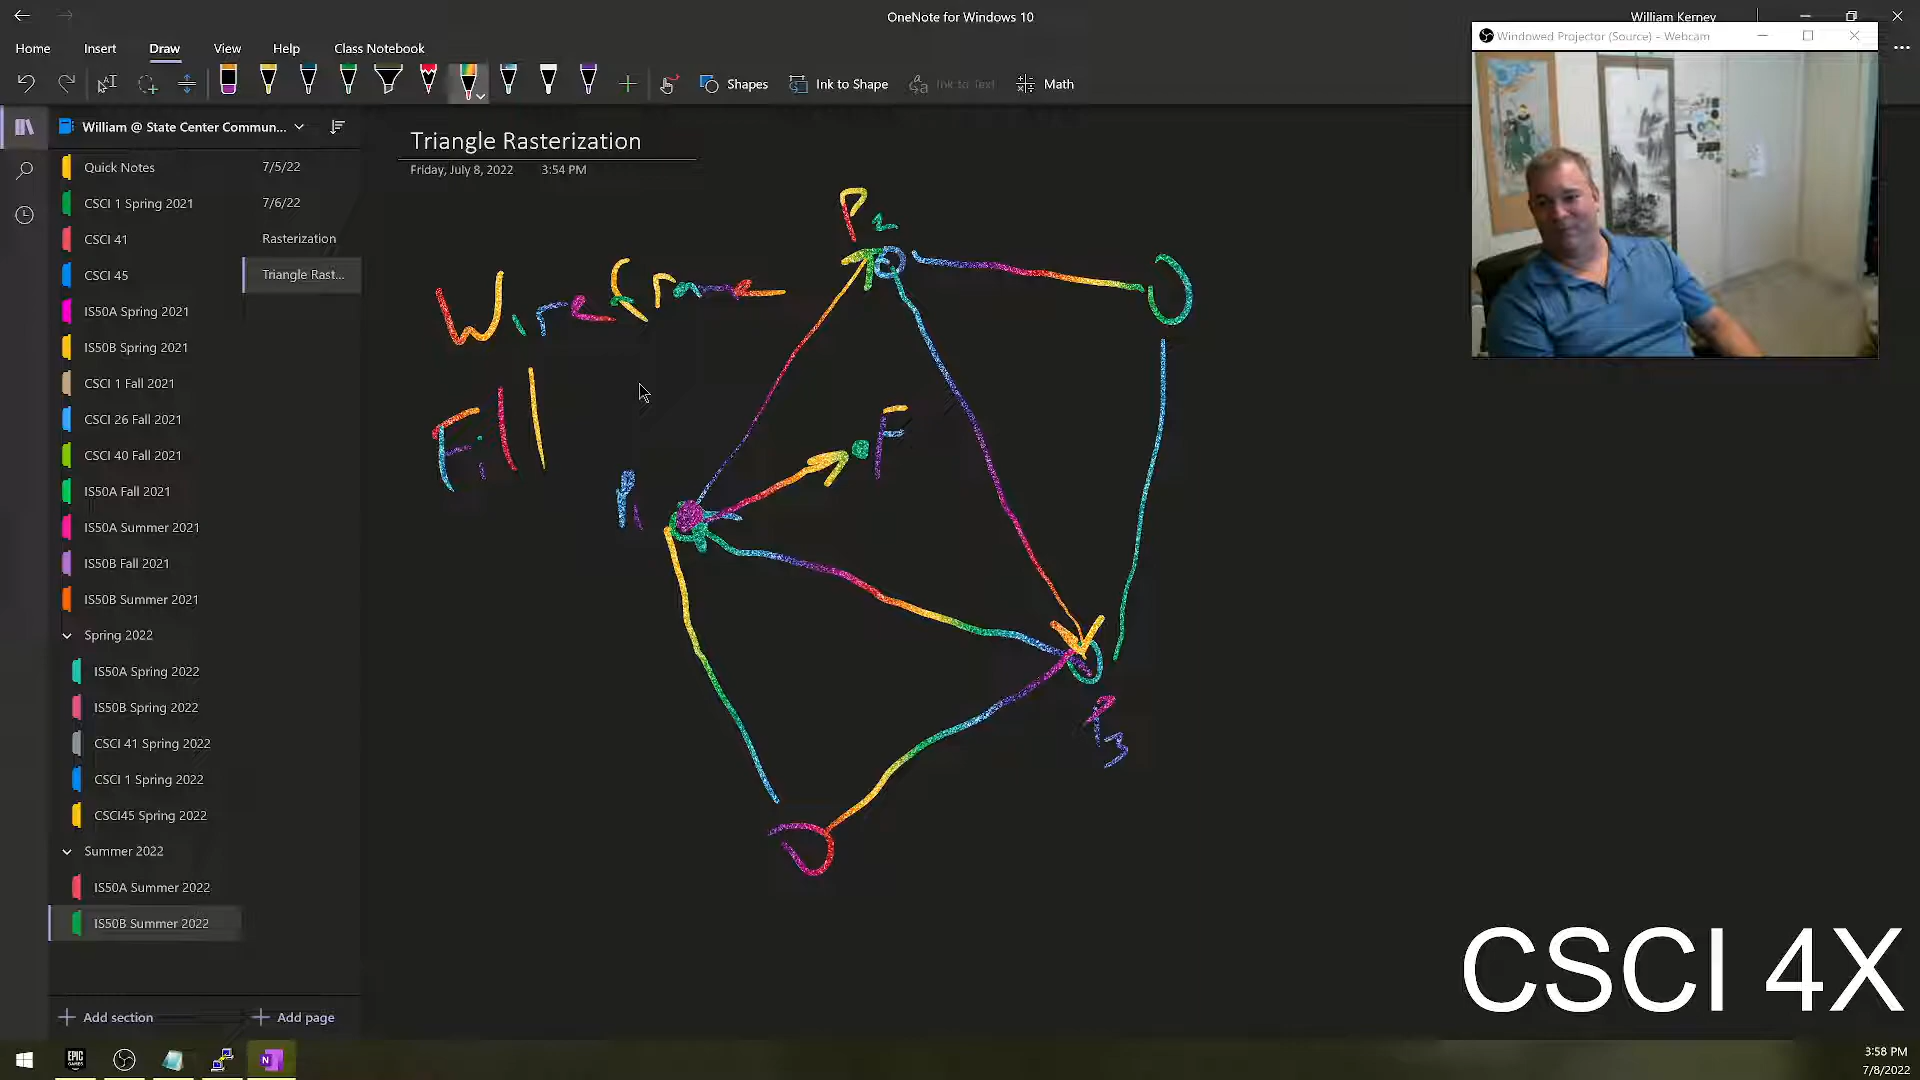 OneNote for Windows 10
William Kerney
Home Insert Draw View Help Class Notebook
Windowed Projector (Source) - Webcam
Shapes Ink to Shape Ink to Text Math
William @ State Center Commun...
Quick Notes
CSCI 1 Spring 2021
CSCI 41
CSCI 45
IS50A Spring 2021
IS50B Spring 2021
CSCI 1 Fall 2021
CSCI 26 Fall 2021
CSCI 40 Fall 2021
IS50A Fall 2021
IS50A Summer 2021
IS50B Fall 2021
IS50B Summer 2021
Spring 2022
IS50A Spring 2022
IS50B Spring 2022
CSCI 41 Spring 2022
CSCI 1 Spring 2022
CSCI45 Spring 2022
Summer 2022
IS50A Summer 2022
IS50B Summer 2022
Add section
7/5/22
7/6/22
Rasterization
Triangle Rast...
Add page
Triangle Rasterization
Friday, July 8, 2022 3:54 PM
P2
Wireframe
Fill
F
P1
P3
CSCI 4X
EPIC GAMES
N
3:58 PM
7/8/2022